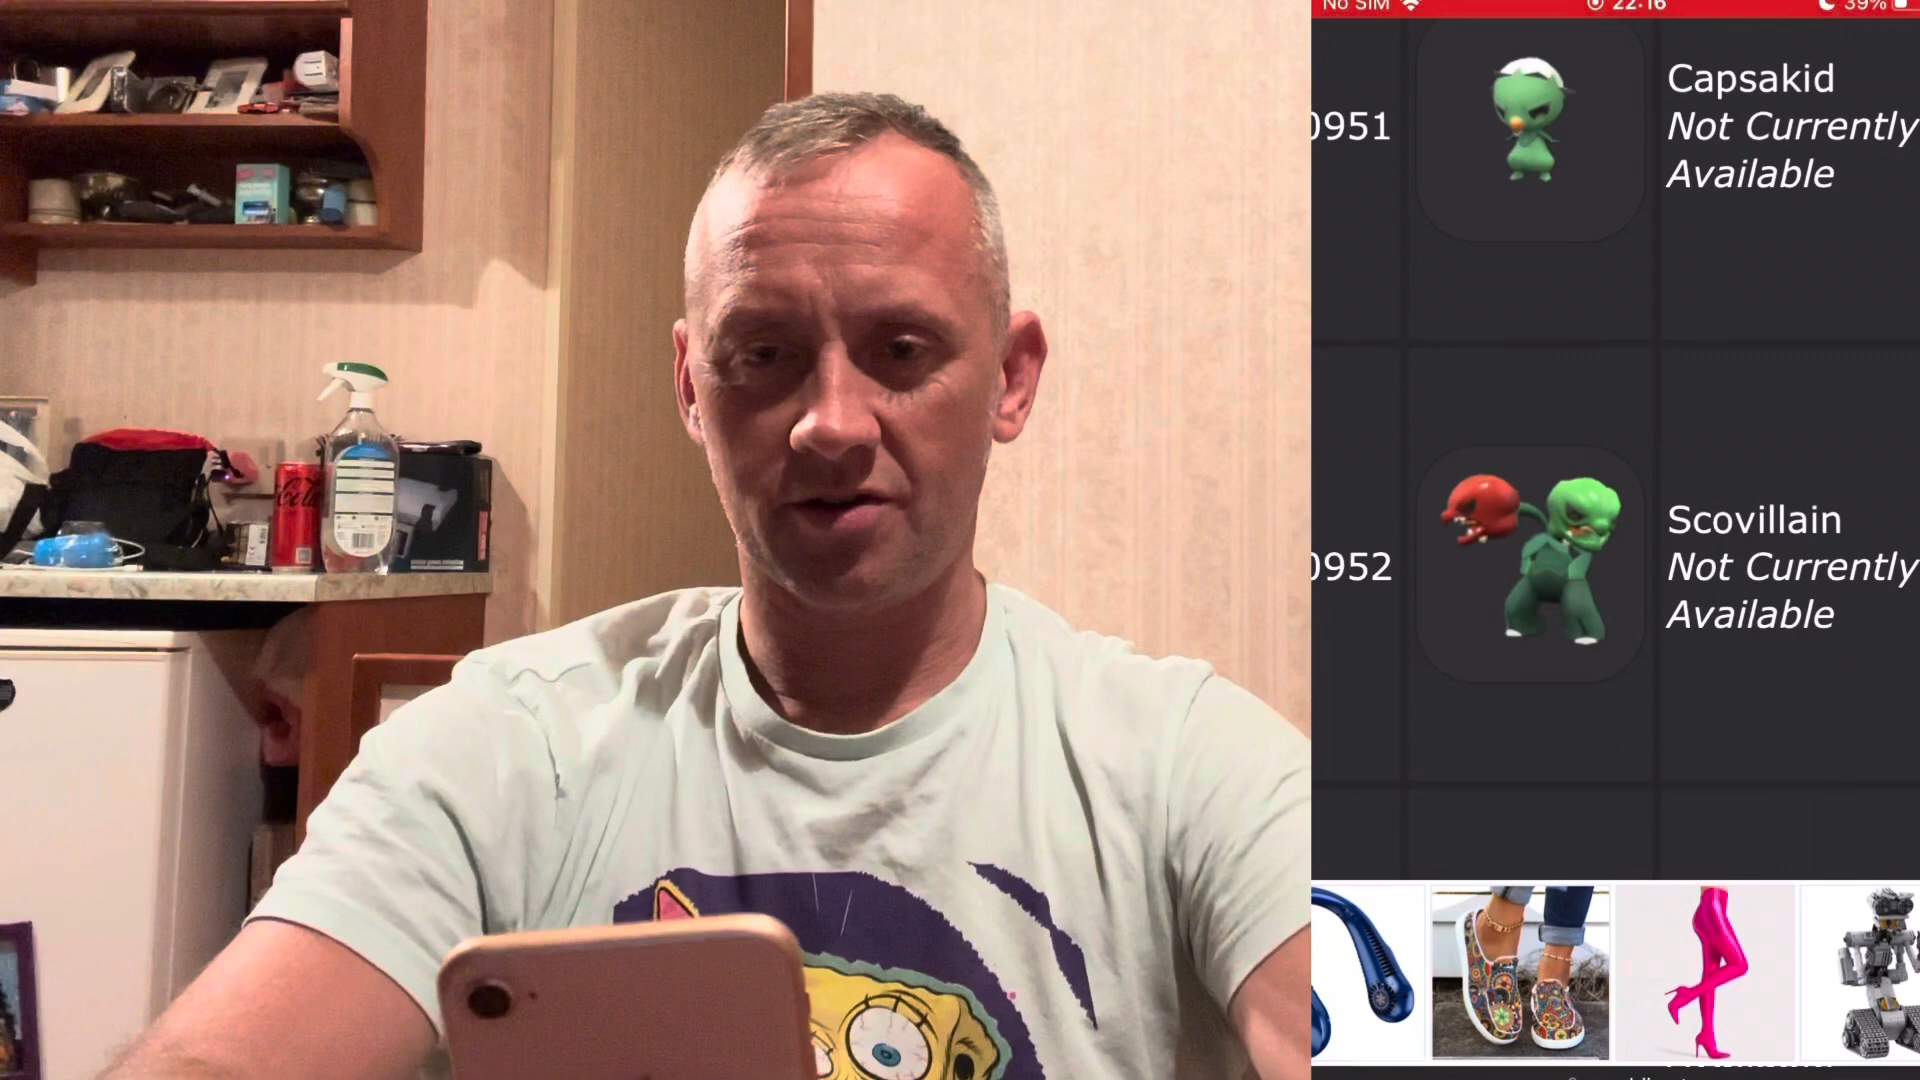 No SIM 22:16 39%
0951
Capsakid
Not Currently
Available
0952
Scovillain
Not Currently
Available